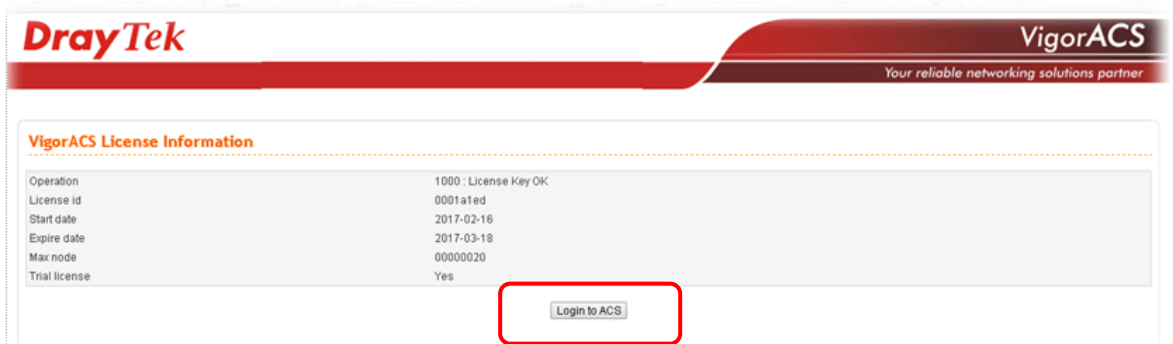 DrayTek
VigorACS
Your reliable networking solutions partner
VigorACS License Information
Operation 1000 : License Key OK
License id 0001a1ed
Start date 2017-02-16
Expire date 2017-03-18
Max node 00000020
Trial license Yes
Login to ACS